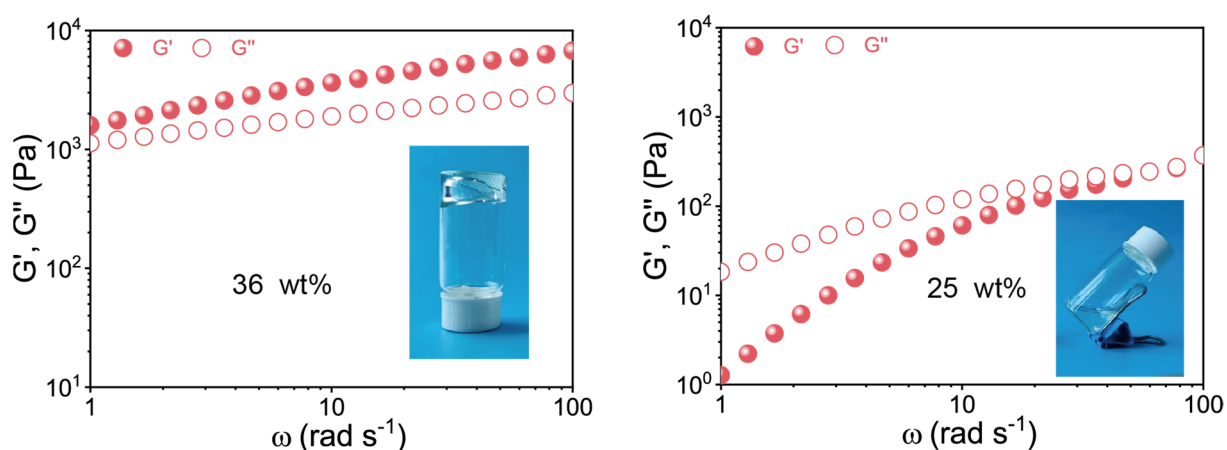 G', G'' (Pa)
10⁴
10³
10²
10¹
G' G''
36 wt%
1 10 100
ω (rad s⁻¹)
G', G'' (Pa)
10⁴
10³
10²
10¹
10⁰
G' G''
25 wt%
1 10 100
ω (rad s⁻¹)